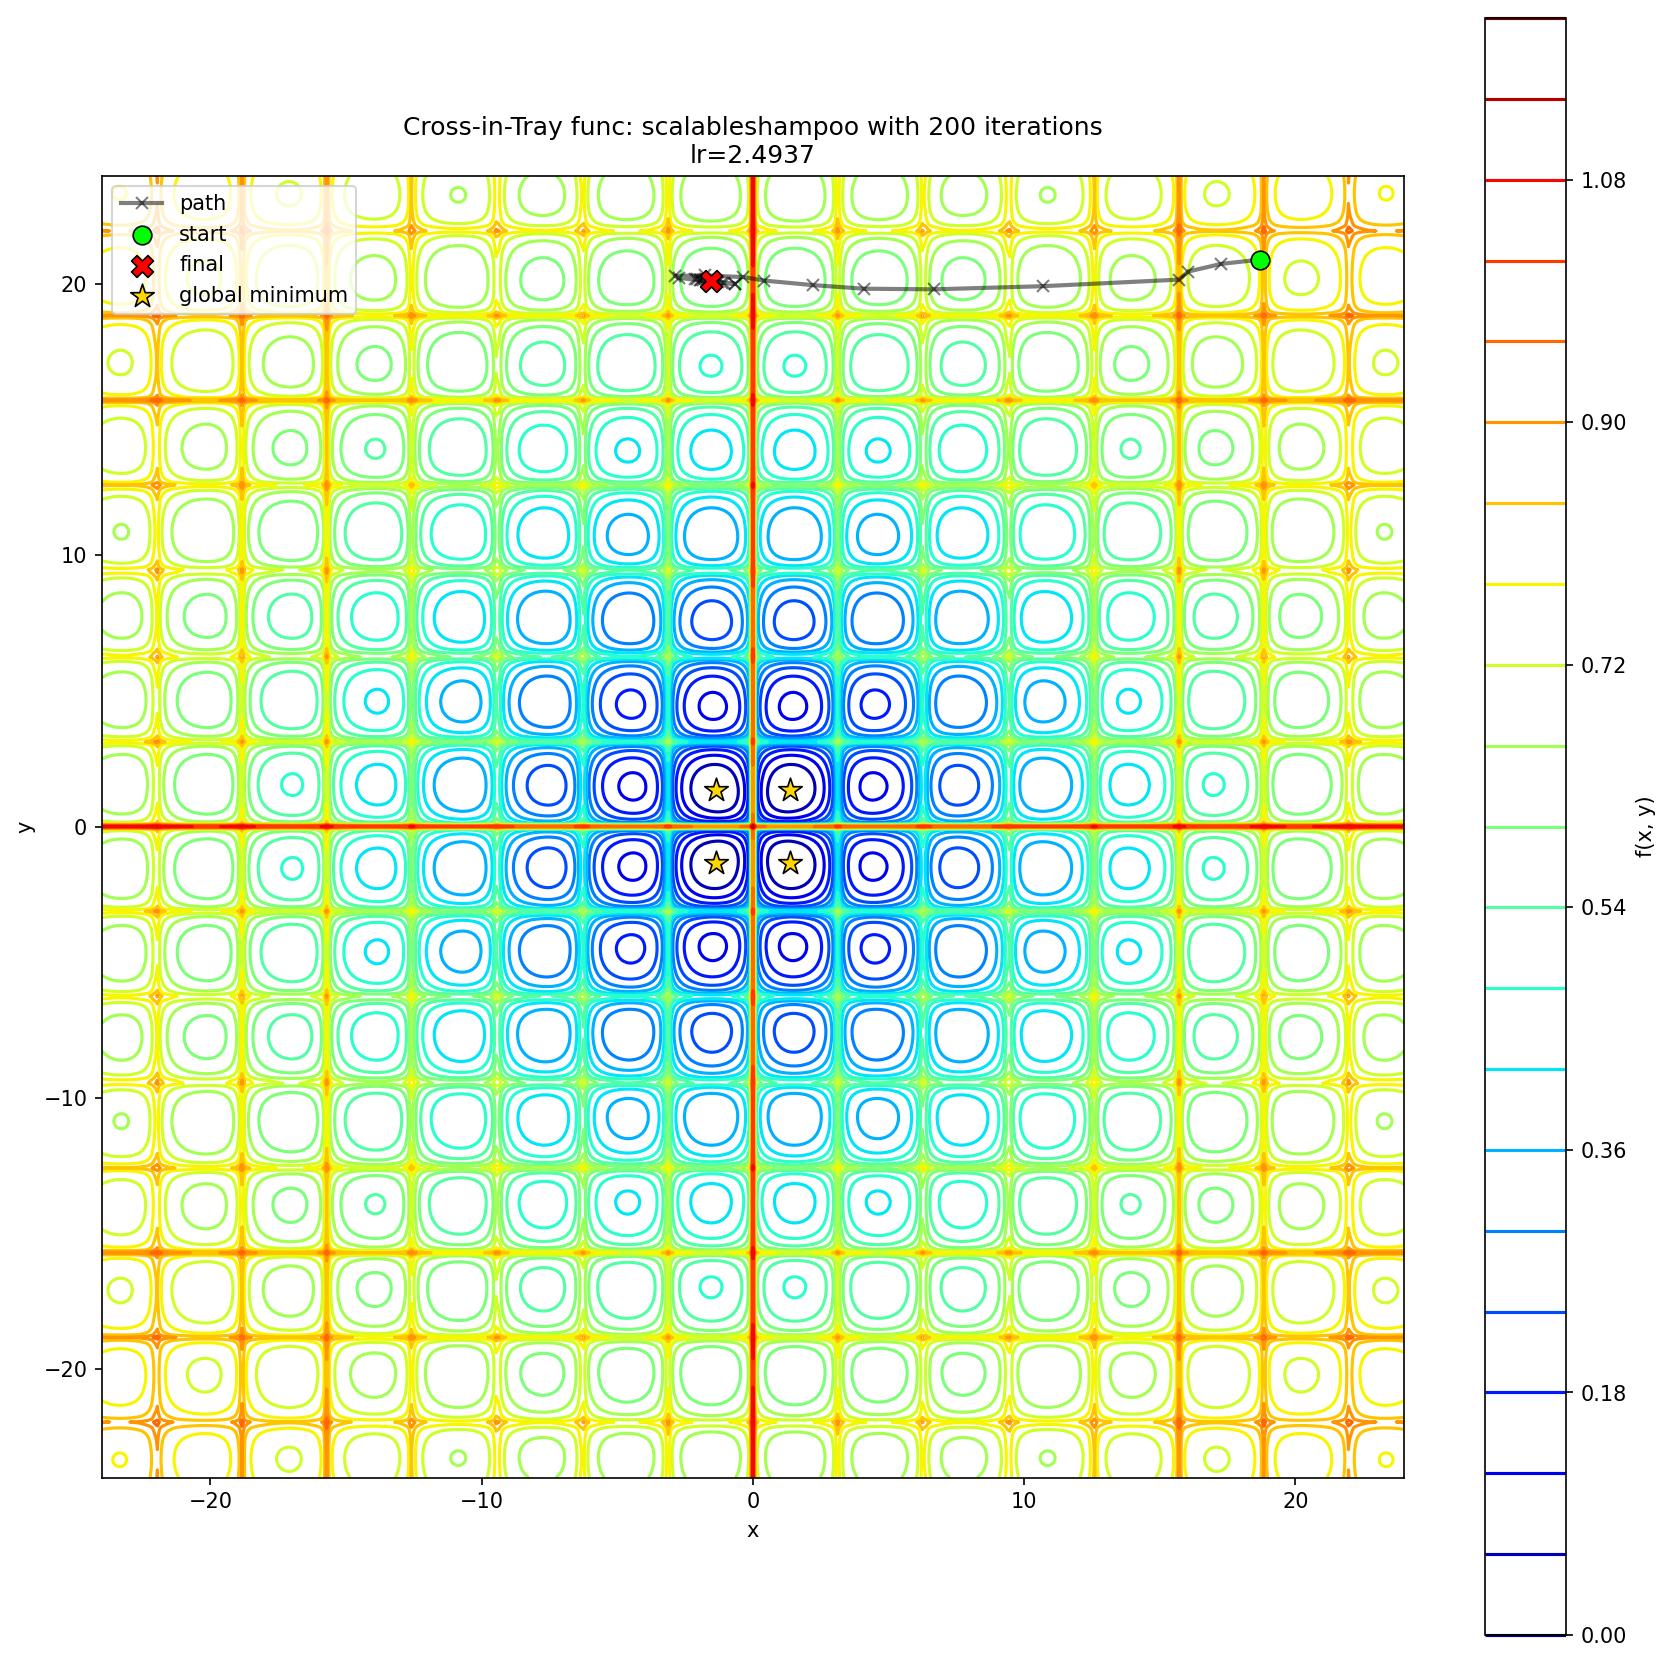 Cross-in-Tray func: scalableshampoo with 200 iterations
lr=2.4937
path
start
final
global minimum
20
10
0
−10
−20
y
−20
−10
0
10
20
x
1.08
0.90
0.72
0.54
0.36
0.18
0.00
f(x, y)